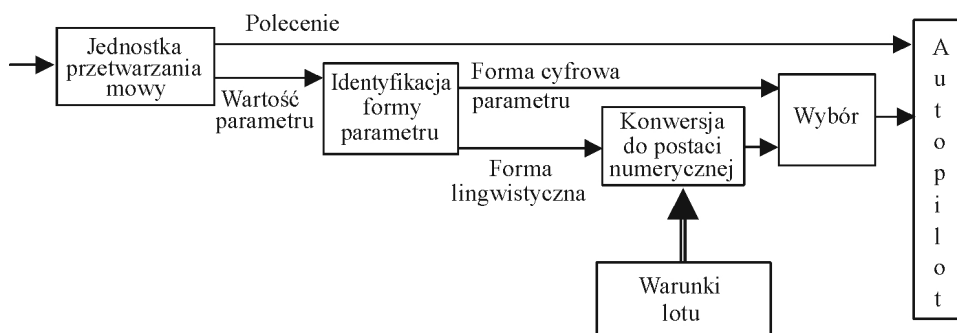 Polecenie
Jednostka
przetwarzania
mowy
Wartość
parametru
Identyfikacja
formy
parametru
Forma cyfrowa
parametru
Forma
lingwistyczna
Konwersja
do postaci
numerycznej
Wybór
Warunki
lotu
A
u
t
o
p
i
l
o
t